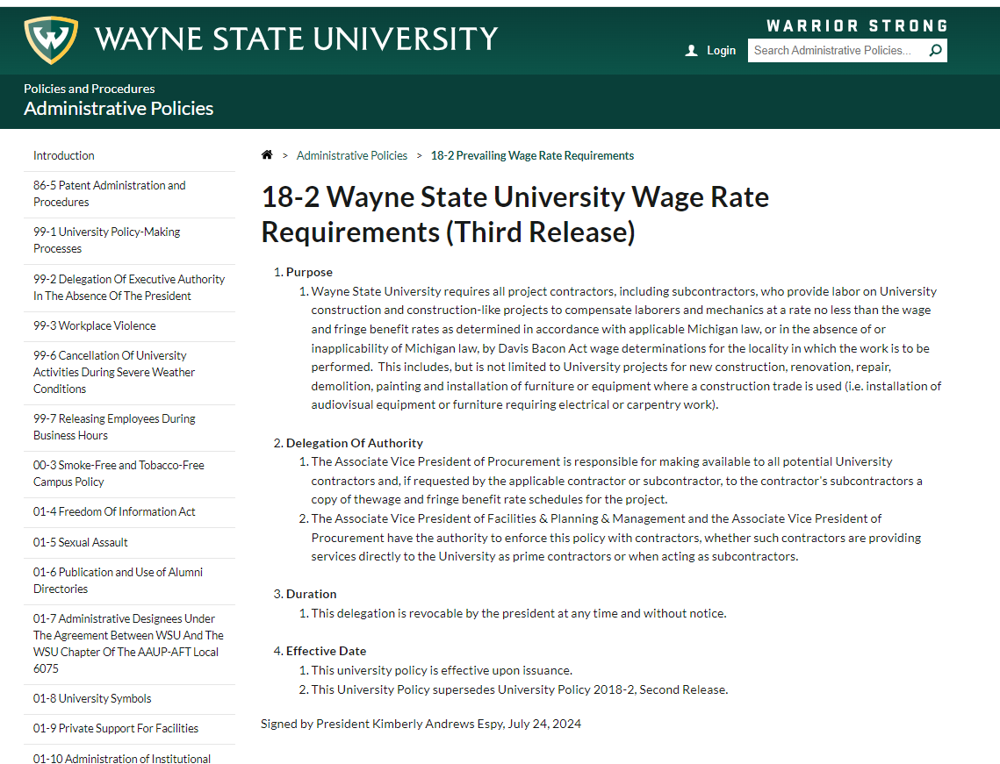 WAYNE STATE UNIVERSITY
WARRIOR STRONG
Login
Search Administrative Policies...
Policies and Procedures
Administrative Policies
Introduction
86-5 Patent Administration and
Procedures
99-1 University Policy-Making
Processes
99-2 Delegation Of Executive Authority
In The Absence Of The President
99-3 Workplace Violence
99-6 Cancellation Of University
Activities During Severe Weather
Conditions
99-7 Releasing Employees During
Business Hours
00-3 Smoke-Free and Tobacco-Free
Campus Policy
01-4 Freedom Of Information Act
01-5 Sexual Assault
01-6 Publication and Use of Alumni
Directories
01-7 Administrative Designees Under
The Agreement Between WSU And The
WSU Chapter Of The AAUP-AFT Local
6075
01-8 University Symbols
01-9 Private Support For Facilities
01-10 Administration of Institutional
> Administrative Policies > 18-2 Prevailing Wage Rate Requirements
18-2 Wayne State University Wage Rate
Requirements (Third Release)
1. Purpose
1. Wayne State University requires all project contractors, including subcontractors, who provide labor on University
construction and construction-like projects to compensate laborers and mechanics at a rate no less than the wage
and fringe benefit rates as determined in accordance with applicable Michigan law, or in the absence of or
inapplicability of Michigan law, by Davis Bacon Act wage determinations for the locality in which the work is to be
performed. This includes, but is not limited to University projects for new construction, renovation, repair,
demolition, painting and installation of furniture or equipment where a construction trade is used (i.e. installation of
audiovisual equipment or furniture requiring electrical or carpentry work).
2. Delegation Of Authority
1. The Associate Vice President of Procurement is responsible for making available to all potential University
contractors and, if requested by the applicable contractor or subcontractor, to the contractor's subcontractors a
copy of thewage and fringe benefit rate schedules for the project.
2. The Associate Vice President of Facilities & Planning & Management and the Associate Vice President of
Procurement have the authority to enforce this policy with contractors, whether such contractors are providing
services directly to the University as prime contractors or when acting as subcontractors.
3. Duration
1. This delegation is revocable by the president at any time and without notice.
4. Effective Date
1. This university policy is effective upon issuance.
2. This University Policy supersedes University Policy 2018-2, Second Release.
Signed by President Kimberly Andrews Espy, July 24, 2024